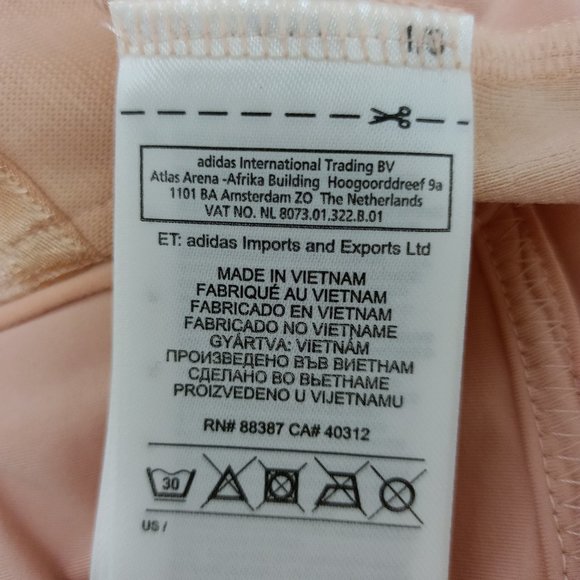 1/8
adidas International Trading BV
Atlas Arena -Afrika Building Hoogoorddreef 9a
1101 BA Amsterdam ZO The Netherlands
VAT NO. NL 8073.01.322.B.01
ET: adidas Imports and Exports Ltd
MADE IN VIETNAM
FABRIQUÉ AU VIETNAM
FABRICADO EN VIETNAM
FABRICADO NO VIETNAME
GYÁRTVA: VIETNÁM
ПРОИЗВЕДЕНО ВЪВ ВИЕТНАМ
СДЕЛАНО ВО ВЬЕТНАМЕ
PROIZVEDENO U VIJETNAMU
RN# 88387 CA# 40312
30
US /